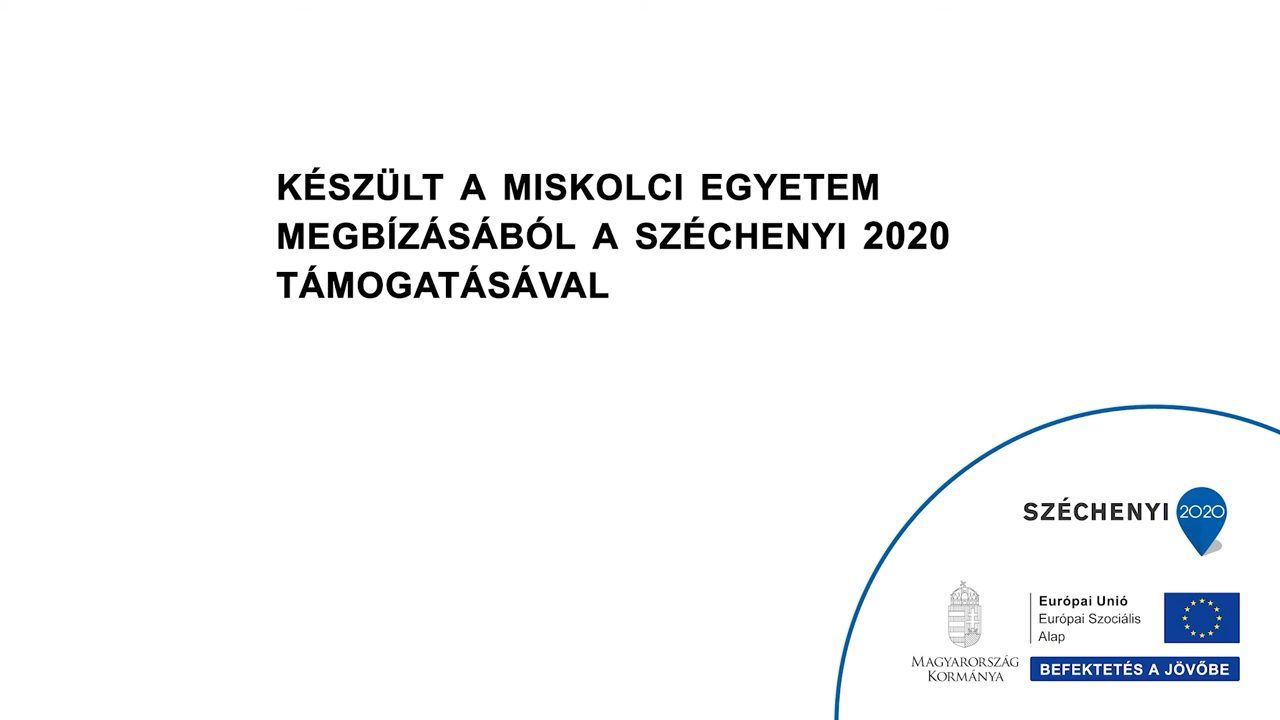 KÉSZÜLT A MISKOLCI EGYETEM
MEGBÍZÁSÁBÓL A SZÉCHENYI 2020
TÁMOGATÁSÁVAL
SZÉCHENYI 2020
Európai Unió
Európai Szociális
Alap
MAGYARORSZÁG
KORMÁNYA
BEFEKTETÉS A JÖVŐBE